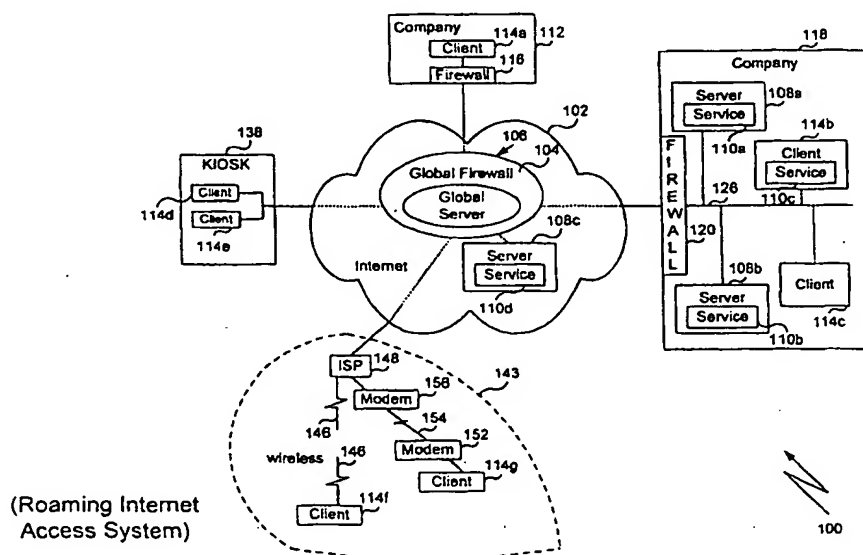 Company
114a
Client
116
Firewall
112
118
Company
Server
108a
Service
110a
114b
Client
Service
110c
126
FIREWALL
120
108b
Server
Service
110b
Client
114c
138
KIOSK
Client
114d
Client
114e
102
106
104
Global Firewall
Global
Server
108c
Server
Service
110d
Internet
ISP
148
143
156
Modem
154
146
152
Modem
wireless
146
114g
Client
114f
Client
(Roaming Internet
Access System)
100